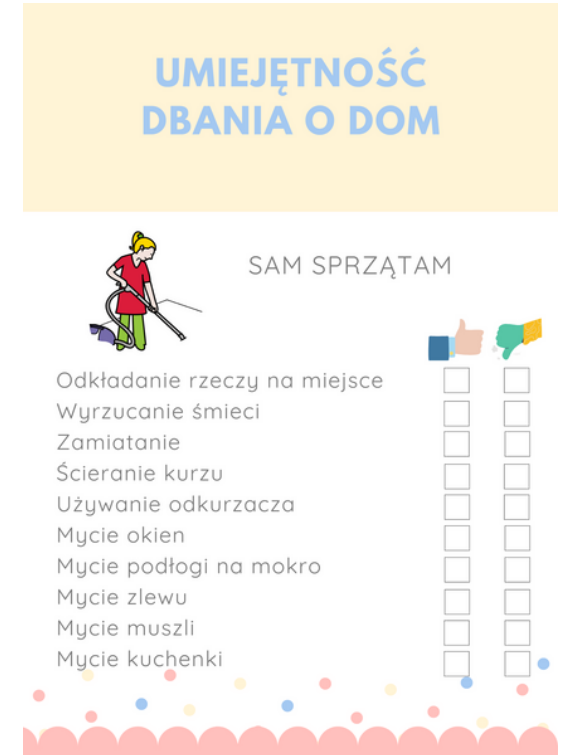 UMIEJĘTNOŚĆ
DBANIA O DOM
SAM SPRZĄTAM
Odkładanie rzeczy na miejsce
Wyrzucanie śmieci
Zamiatanie
Ścieranie kurzu
Używanie odkurzacza
Mycie okien
Mycie podłogi na mokro
Mycie zlewu
Mycie muszli
Mycie kuchenki